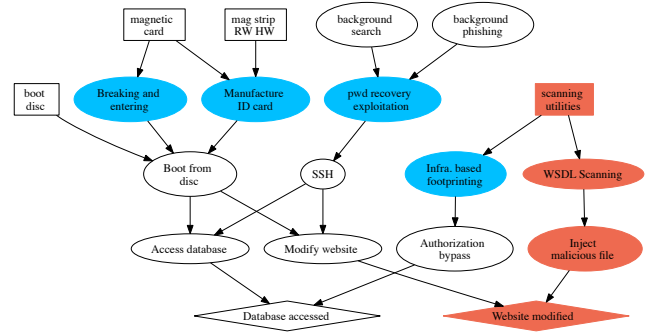 magnetic
card
mag strip
RW HW
background
search
background
phishing
boot
disc
Breaking and
entering
Manufacture
ID card
pwd recovery
exploitation
scanning
utilities
Boot from
disc
SSH
Infra. based
footprinting
WSDL Scanning
Access database
Modify website
Authorization
bypass
Inject
malicious file
Database accessed
Website modified